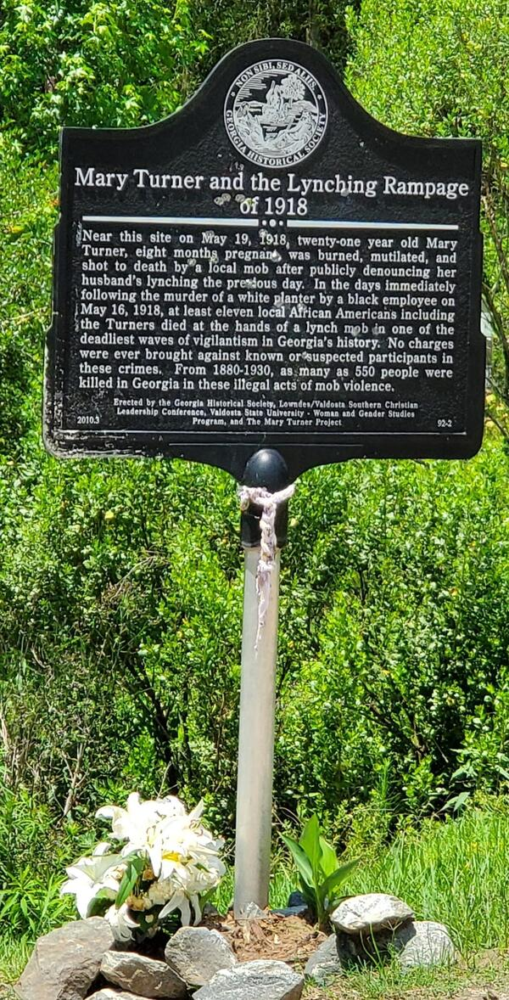 NON SIBI, SED ALIIS.
GEORGIA HISTORICAL SOCIETY
Mary Turner and the Lynching Rampage
of 1918
Near this site on May 19, 1918, twenty-one year old Mary
Turner, eight months pregnant, was burned, mutilated, and
shot to death by a local mob after publicly denouncing her
husband's lynching the previous day. In the days immediately
following the murder of a white planter by a black employee on
May 16, 1918, at least eleven local African Americans including
the Turners died at the hands of a lynch mob in one of the
deadliest waves of vigilantism in Georgia's history. No charges
were ever brought against known or suspected participants in
these crimes. From 1880-1930, as many as 550 people were
killed in Georgia in these illegal acts of mob violence.
Erected by the Georgia Historical Society, Lowndes/Valdosta Southern Christian
Leadership Conference, Valdosta State University - Woman and Gender Studies
Program, and The Mary Turner Project
2010.3
92-2